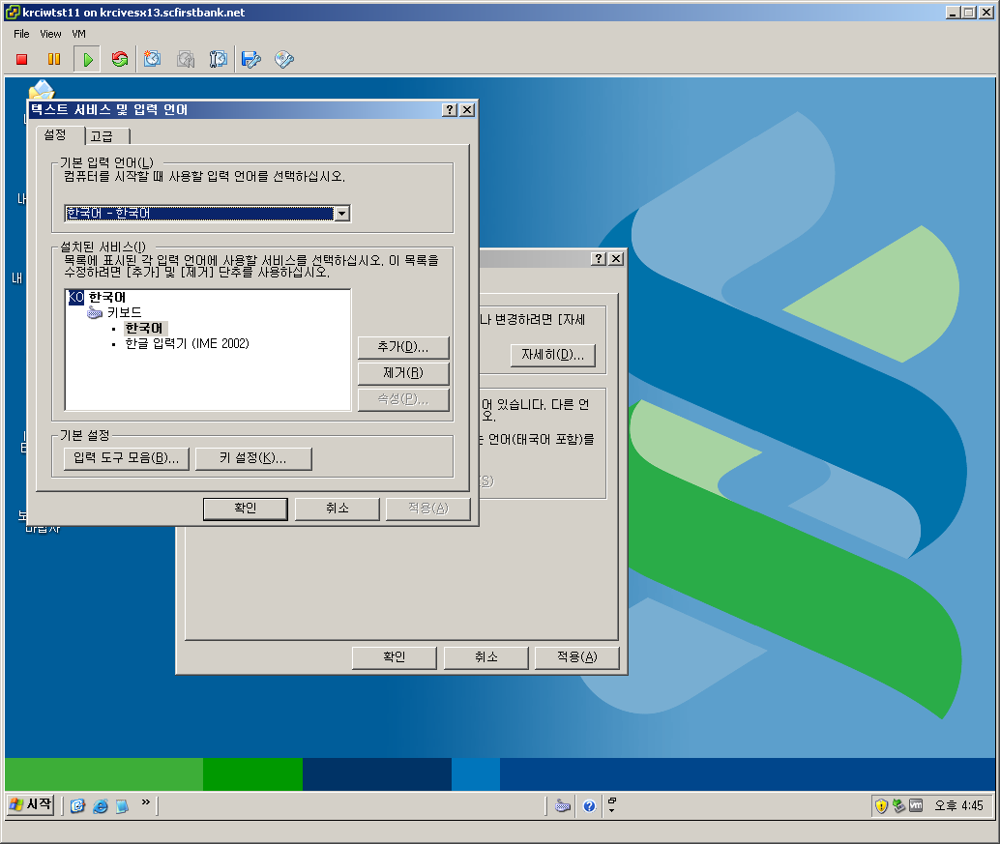 krciwtst11 on krcivesx13.scfirstbank.net
File View VM
텍스트 서비스 및 입력 언어
설정 고급
기본 입력 언어(L)
컴퓨터를 시작할 때 사용할 입력 언어를 선택하십시오.
한국어 - 한국어
설치된 서비스(I)
목록에 표시된 각 입력 언어에 사용할 서비스를 선택하십시오. 이 목록을
수정하려면 [추가] 및 [제거] 단추를 사용하십시오.
KO 한국어
키보드
• 한국어
• 한글 입력기 (IME 2002)
추가(D)...
제거(R)
속성(P)...
기본 설정
입력 도구 모음(B)... 키 설정(K)...
확인 취소 적용(A)
나 변경하려면 [자세
자세히(D)...
어 있습니다. 다른 언
오.
는 언어(태국어 포함)를
(S)
확인 취소 적용(A)
내
내
마법사
시작
»
vm
오후 4:45